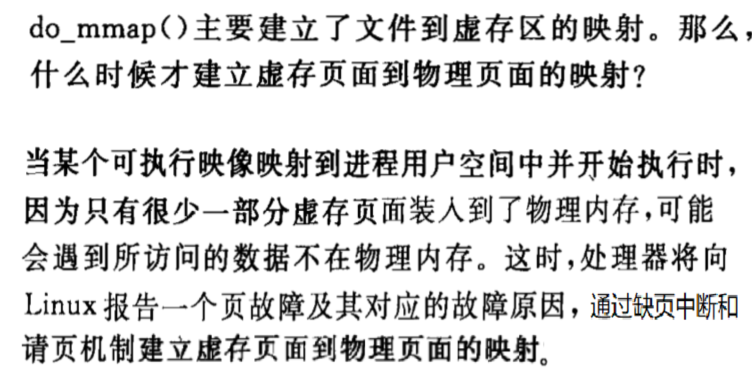 do_mmap()主要建立了文件到虚存区的映射。那么,
什么时候才建立虚存页面到物理页面的映射?
当某个可执行映像映射到进程用户空间中并开始执行时,
因为只有很少一部分虚存页面装入到了物理内存,可能
会遇到所访问的数据不在物理内存。这时,处理器将向
Linux 报告一个页故障及其对应的故障原因，通过缺页中断和
请页机制建立虚存页面到物理页面的映射。